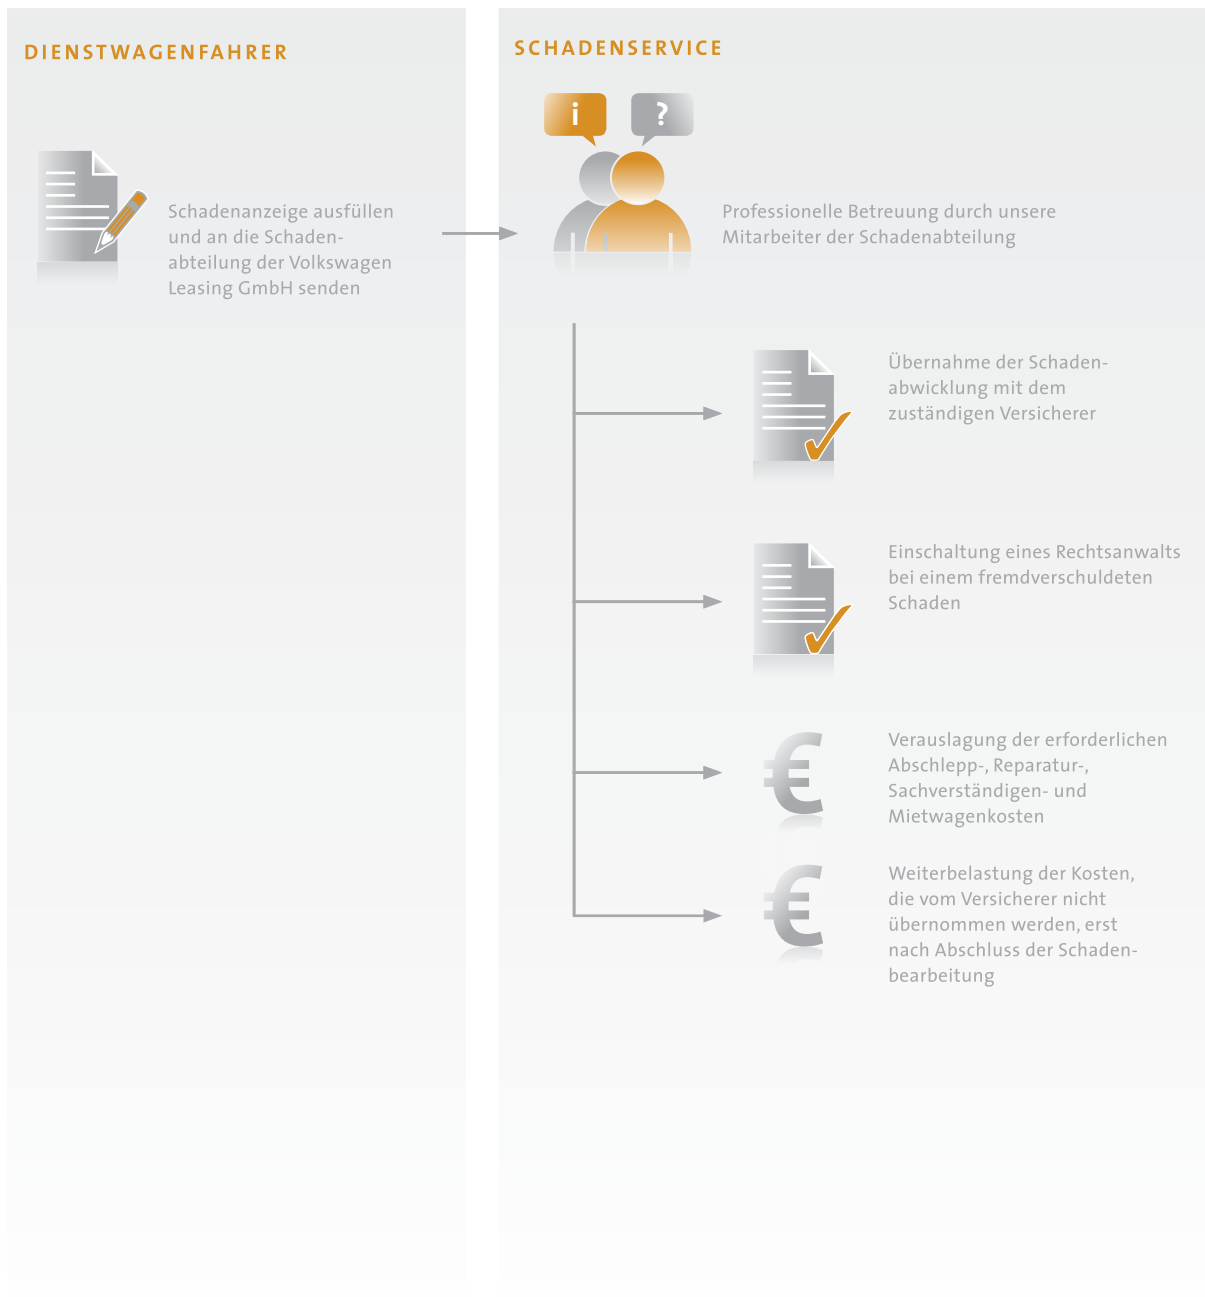 DIENSTWAGENFAHRER
Schadenanzeige ausfüllen
und an die Schaden-
abteilung der Volkswagen
Leasing GmbH senden
SCHADENSERVICE
i
?
Professionelle Betreuung durch unsere
Mitarbeiter der Schadenabteilung
Übernahme der Schaden-
abwicklung mit dem
zuständigen Versicherer
Einschaltung eines Rechtsanwalts
bei einem fremdverschuldeten
Schaden
€
Verauslagung der erforderlichen
Abschlepp-, Reparatur-,
Sachverständigen- und
Mietwagenkosten
€
Weiterbelastung der Kosten,
die vom Versicherer nicht
übernommen werden, erst
nach Abschluss der Schaden-
bearbeitung